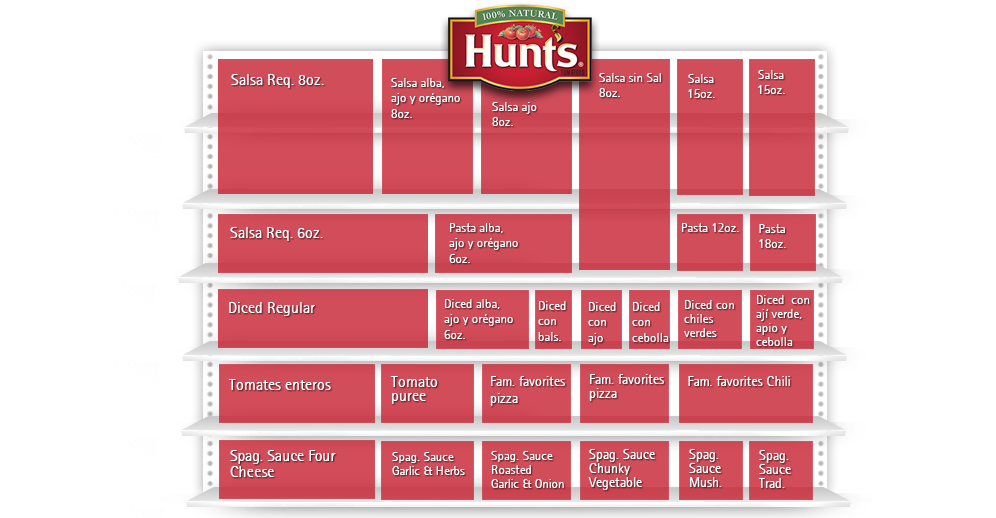 100% NATURAL
Hunt's
Salsa Req. 8oz.
Salsa alba,
ajo y orégano
8oz.
Salsa ajo
8oz.
Salsa sin Sal
8oz.
Salsa
15oz.
Salsa
15oz.
Salsa Req. 6oz.
Pasta alba,
ajo y orégano
6oz.
Pasta 12oz.
Pasta
18oz.
Diced Regular
Diced alba,
ajo y orégano
6oz.
Diced
con
bals.
Diced
con
ajo
Diced
con
cebolla
Diced con
chiles
verdes
Diced con
ají verde,
apio y
cebolla
Tomates enteros
Tomato
puree
Fam. favorites
pizza
Fam. favorites
pizza
Fam. favorites Chili
Spag. Sauce Four
Cheese
Spag. Sauce
Garlic & Herbs
Spag. Sauce
Roasted
Garlic & Onion
Spag. Sauce
Chunky
Vegetable
Spag.
Sauce
Mush.
Spag.
Sauce
Trad.